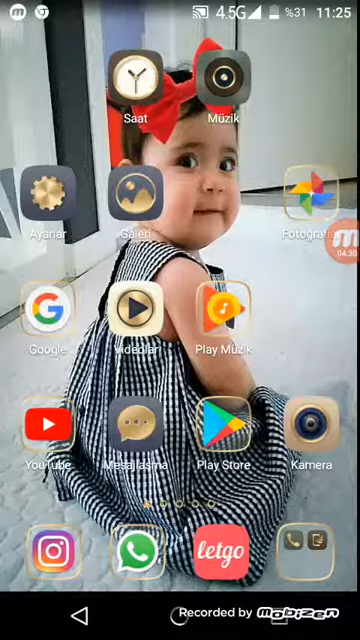 4.5G %31 11:25
Saat
Müzik
Ayarlar
Galeri
Fotoğrafla
04:30
Google
Videolar
Play Müzik
YouTube
Mesajlaşma
Play Store
Kamera
letgo
Recorded by mobizen